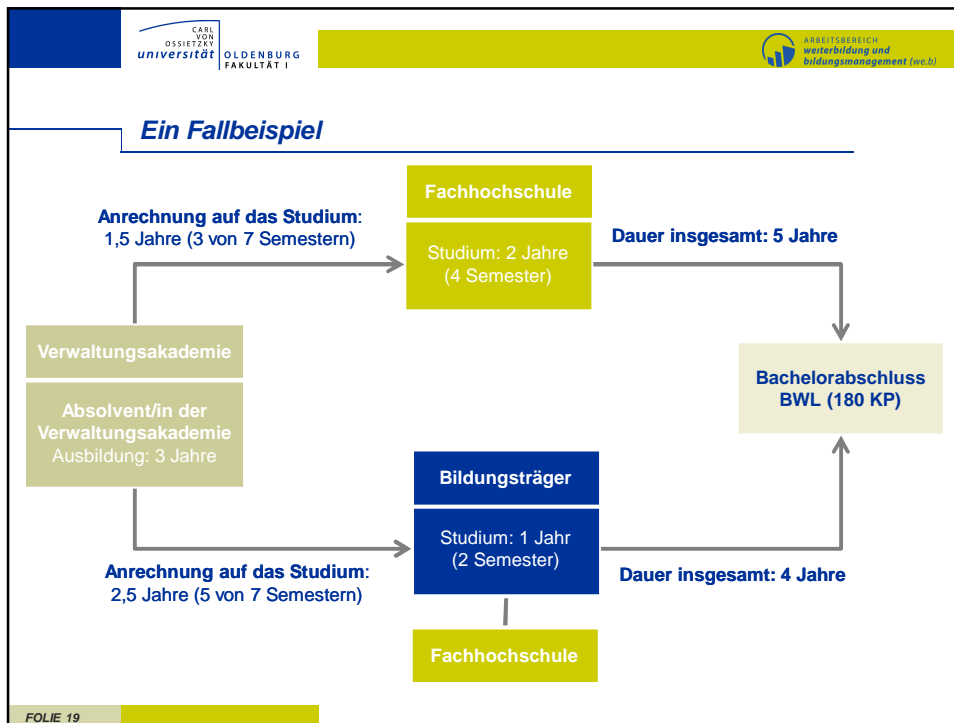 CARL
VON
OSSIETZKY
universität OLDENBURG
FAKULTÄT I
ARBEITSBEREICH
weiterbildung und
bildungsmanagement (we.b)
Ein Fallbeispiel
Fachhochschule
Anrechnung auf das Studium:
1,5 Jahre (3 von 7 Semestern)
Studium: 2 Jahre
(4 Semester)
Dauer insgesamt: 5 Jahre
Verwaltungsakademie
Absolvent/in der
Verwaltungsakademie
Ausbildung: 3 Jahre
Bachelorabschluss
BWL (180 KP)
Bildungsträger
Studium: 1 Jahr
(2 Semester)
Anrechnung auf das Studium:
2,5 Jahre (5 von 7 Semestern)
Dauer insgesamt: 4 Jahre
Fachhochschule
FOLIE 19